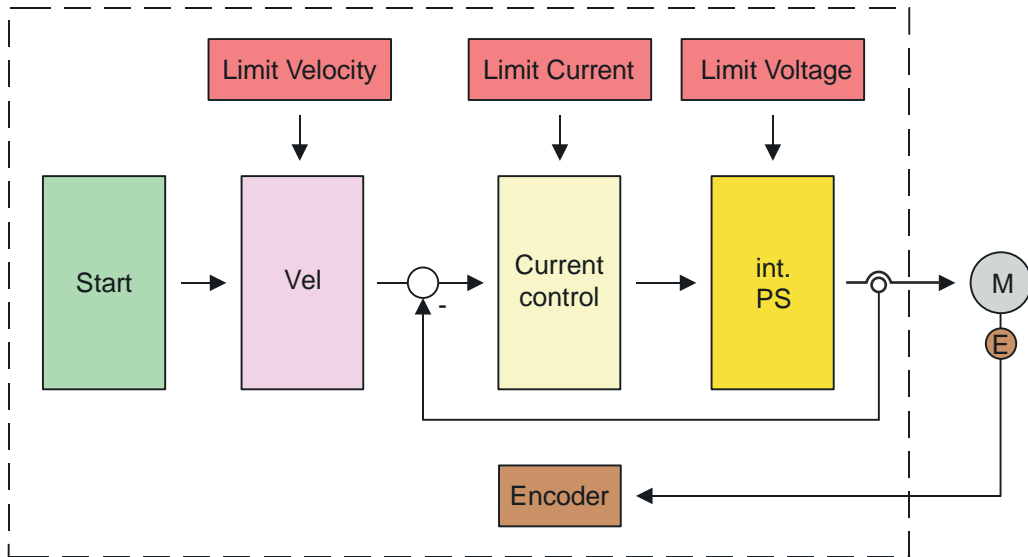 Limit Velocity
Limit Current
Limit Voltage
Start
Vel
Current
control
int.
PS
M
-
E
Encoder